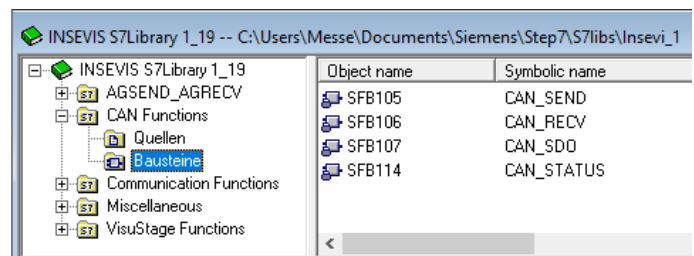 INSEVIS S7Library 1_19 -- C:\Users\Messe\Documents\Siemens\Step7\S7libs\Insevi_1
INSEVIS S7Library 1_19
AGSEND_AGRECV
CAN Functions
Quellen
Bausteine
Communication Functions
Miscellaneous
VisuStage Functions
Object name Symbolic name
SFB105 CAN_SEND
SFB106 CAN_RECV
SFB107 CAN_SDO
SFB114 CAN_STATUS